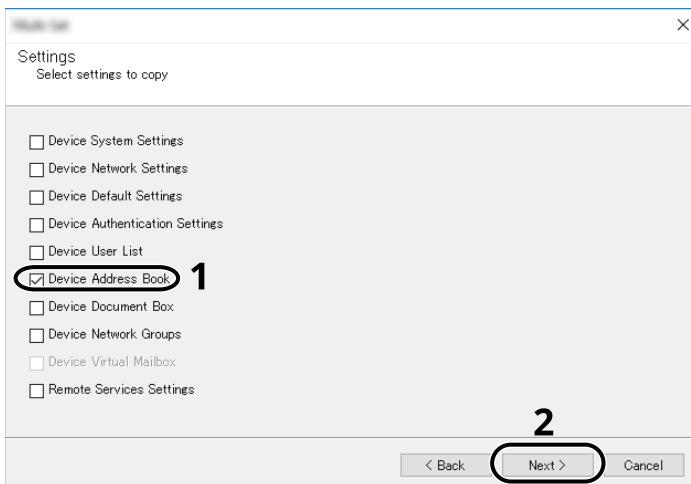 Settings
Select settings to copy
Device System Settings
Device Network Settings
Device Default Settings
Device Authentication Settings
Device User List
Device Address Book 1
Device Document Box
Device Network Groups
Device Virtual Mailbox
Remote Services Settings
2
< Back Next > Cancel